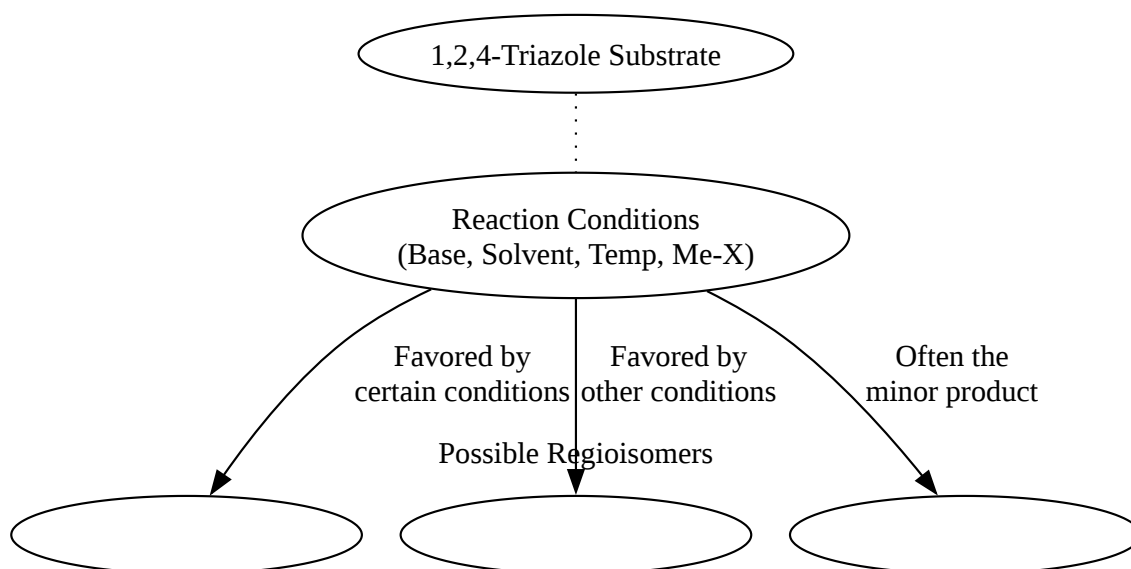 1,2,4-Triazole Substrate
Reaction Conditions
(Base, Solvent, Temp, Me-X)
Favored by
certain conditions
Favored by
other conditions
Often the
minor product
Possible Regioisomers